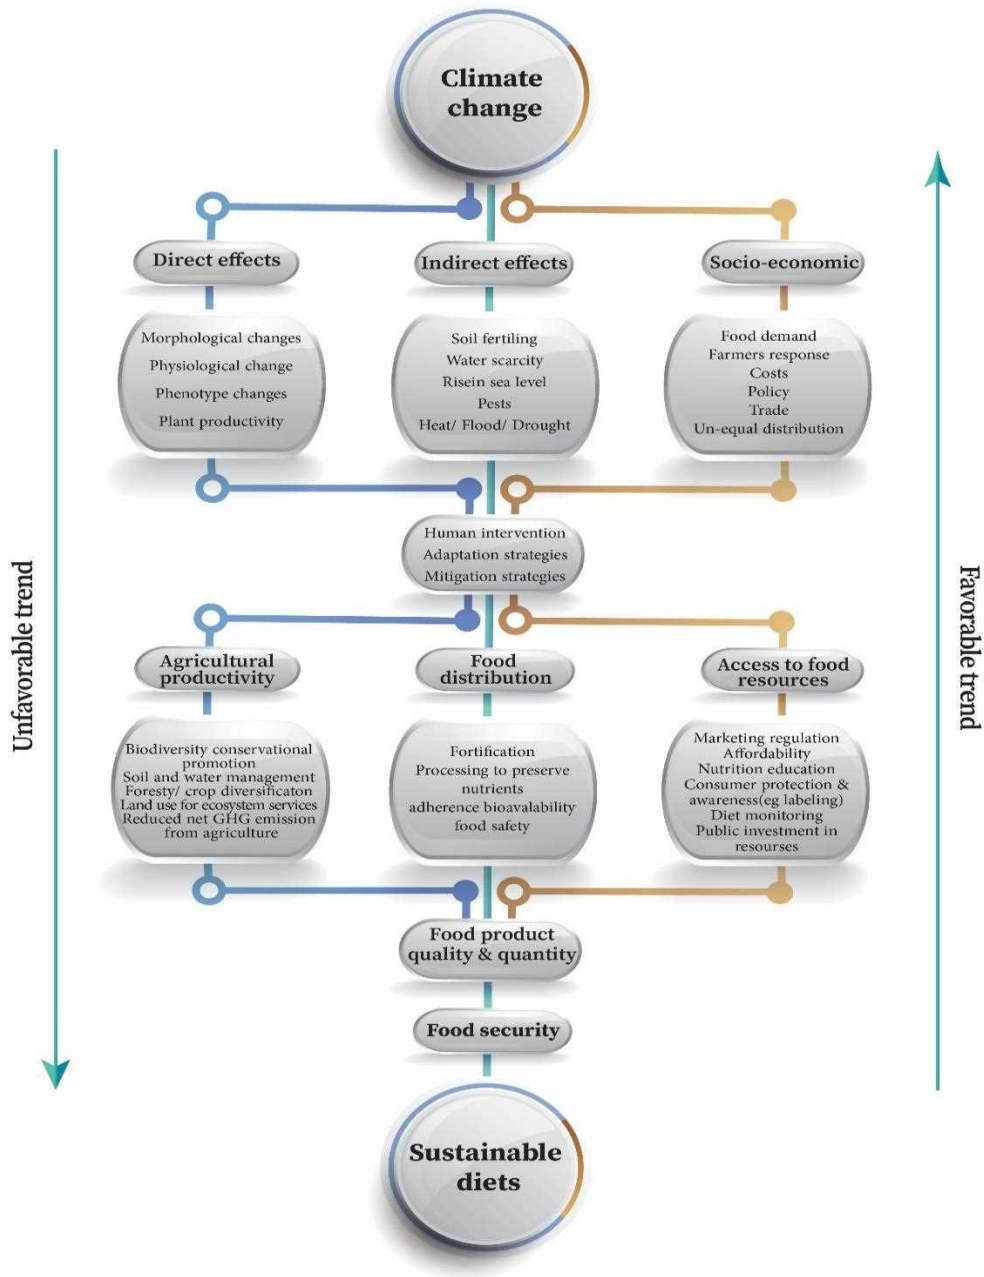 Climate
change
Direct effects
Indirect effects
Socio-economic
Morphological changes
Physiological change
Phenotype changes
Plant productivity
Soil fertiling
Water scarcity
Risein sea level
Pests
Heat/ Flood/ Drought
Food demand
Farmers response
Costs
Policy
Trade
Un-equal distribution
Human intervention
Adaptation strategies
Mitigation strategies
Unfavorable trend
Favorable trend
Agricultural
productivity
Food
distribution
Access to food
resources
Biodiversity conservational
promotion
Soil and water management
Foresty/ crop diversificaton
Land use for ecosystem services
Reduced net GHG emission
from agriculture
Fortification
Processing to preserve
nutrients
adherence bioavalability
food safety
Marketing regulation
Affordability
Nutrition education
Consumer protection &
awareness(eg labeling)
Diet monitoring
Public investment in
resourses
Food product
quality & quantity
Food security
Sustainable
diets